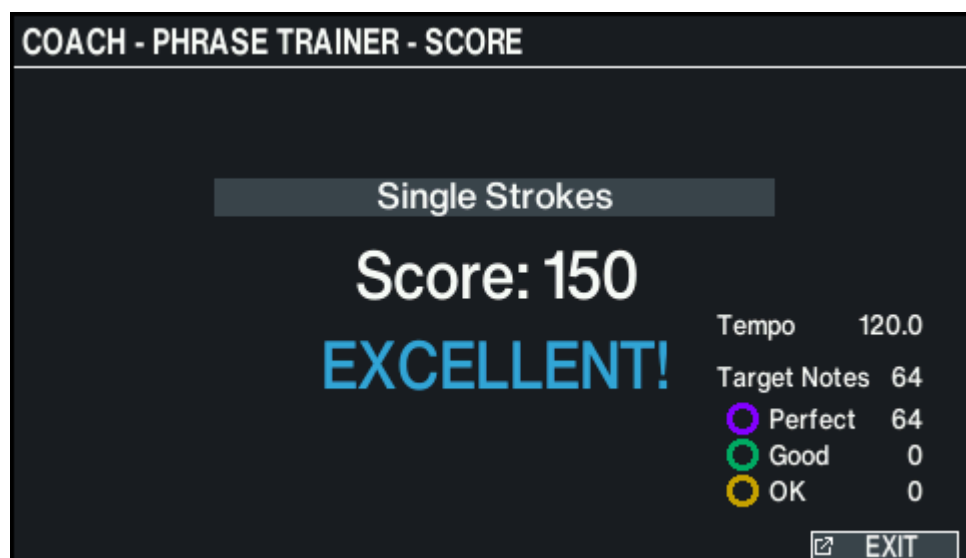 COACH - PHRASE TRAINER - SCORE
Single Strokes
Score: 150
EXCELLENT!
Tempo 120.0
Target Notes 64
Perfect 64
Good 0
OK 0
EXIT